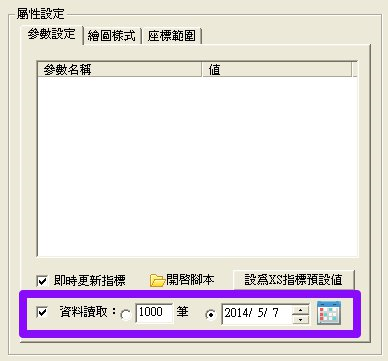 屬性設定
參數設定 繪圖樣式 座標範圍
參數名稱 值
即時更新指標 開啓腳本 設爲XS指標預設值
資料讀取： 1000 筆 2014/ 5/ 7